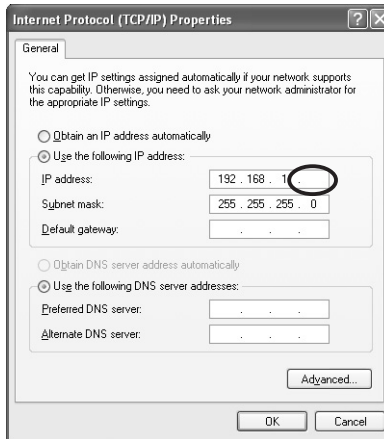 Internet Protocol (TCP/IP) Properties
General
You can get IP settings assigned automatically if your network supports
this capability. Otherwise, you need to ask your network administrator for
the appropriate IP settings.
Obtain an IP address automatically
Use the following IP address:
IP address: 192 . 168 . 1 .
Subnet mask: 255 . 255 . 255 . 0
Default gateway: . . .
Obtain DNS server address automatically
Use the following DNS server addresses:
Preferred DNS server: . . .
Alternate DNS server: . . .
Advanced...
OK Cancel